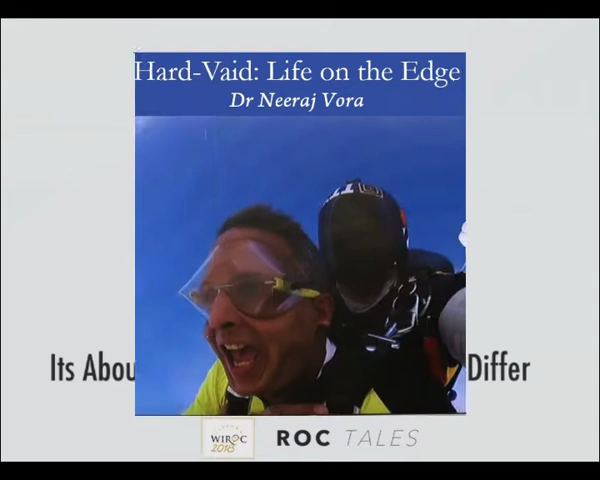 Hard-Vaid: Life on the Edge
Dr Neeraj Vora
Its Abou
Differ
WIROC
2018
ROC TALES